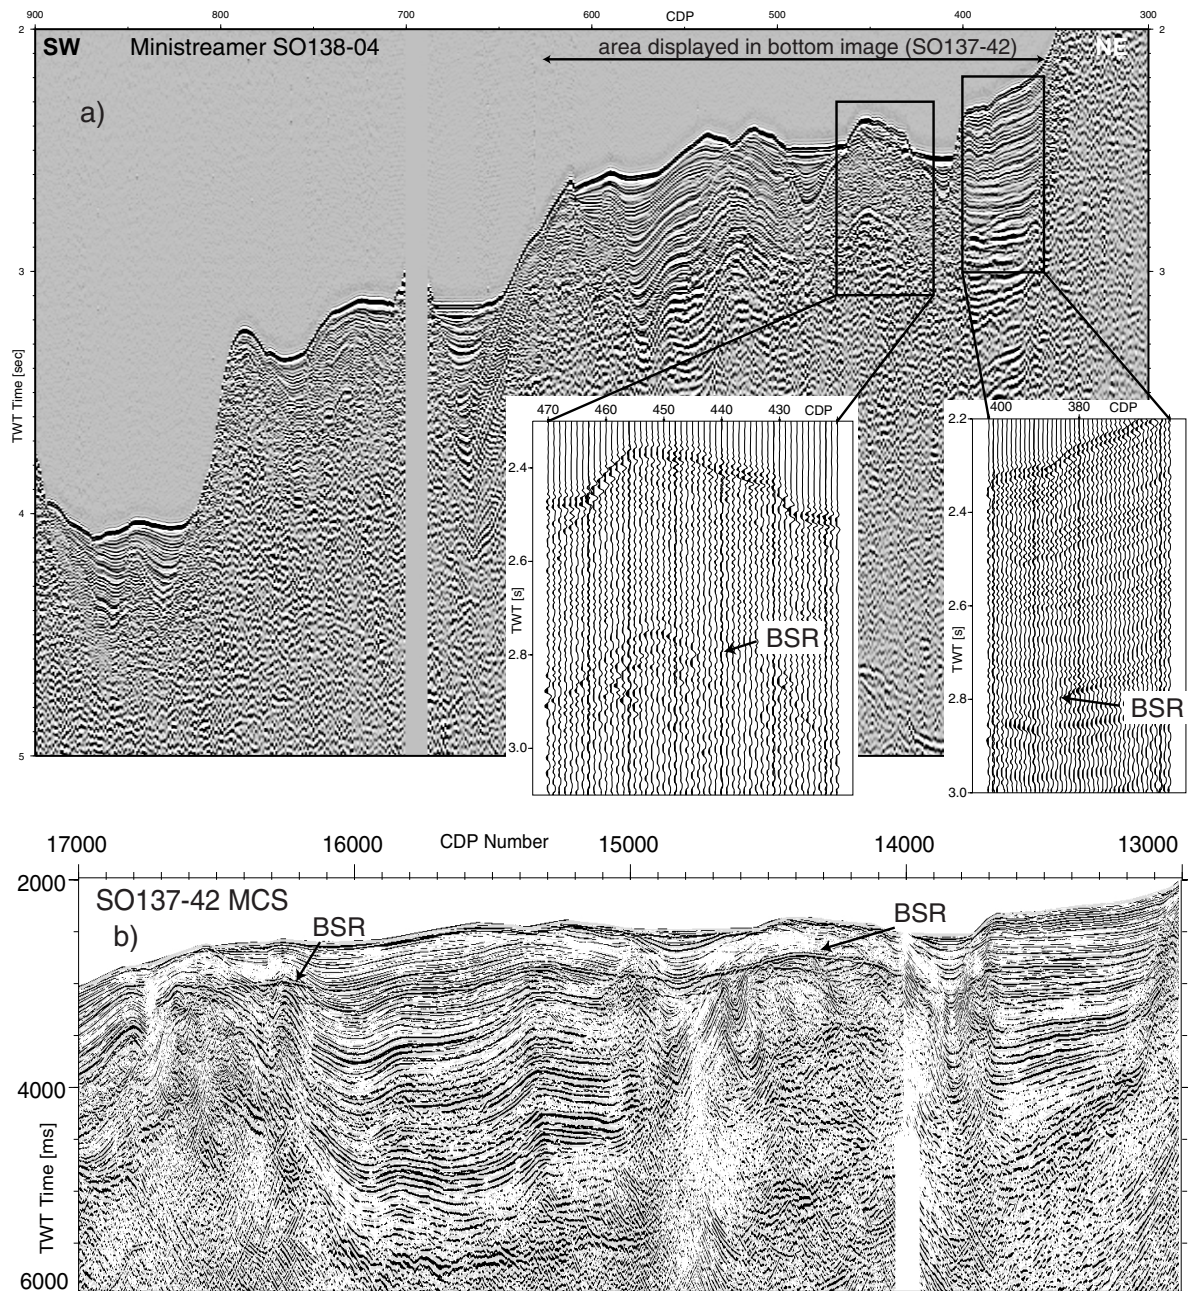 900 800 700 600 CDP 500 400 300
2 SW Ministreamer SO138-04 area displayed in bottom image (SO137-42) NE 2
a)
3 3
TWT Time [sec]
4
5
470 460 450 440 430 CDP
2.4
2.6
TWT [s]
2.8
3.0
BSR
400 380 CDP
2.2
2.4
2.6
TWT [s]
2.8
3.0
BSR
17000 16000 CDP Number 15000 14000 13000
2000
SO137-42 MCS
b) BSR BSR
4000
TWT Time [ms]
6000